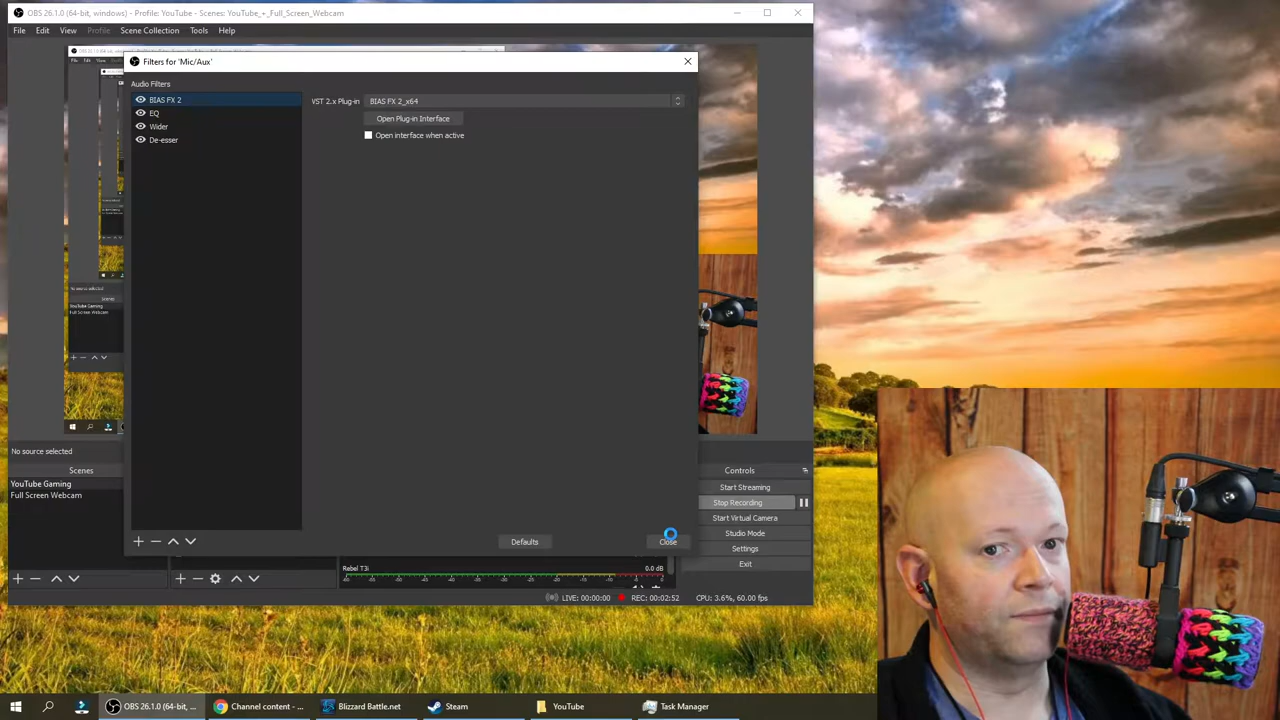 OBS 26.1.0 (64-bit, windows) - Profile: YouTube - Scenes: YouTube_+_Full_Screen_Webcam
File Edit View Profile Scene Collection Tools Help
Filters for 'Mic/Aux'
Audio Filters
BIAS FX 2
EQ
Wider
De-esser
VST 2.x Plug-in BIAS FX 2_x64
Open Plug-in Interface
Open interface when active
Defaults
Close
No source selected
Scenes
YouTube Gaming
Full Screen Webcam
Rebel T3i 0.0 dB
Controls
Start Streaming
Stop Recording
Start Virtual Camera
Studio Mode
Settings
Exit
LIVE: 00:00:00 REC: 00:02:52 CPU: 3.6%, 60.00 fps
OBS 26.1.0 (64-bit, ... Channel content - ... Blizzard Battle.net Steam YouTube Task Manager